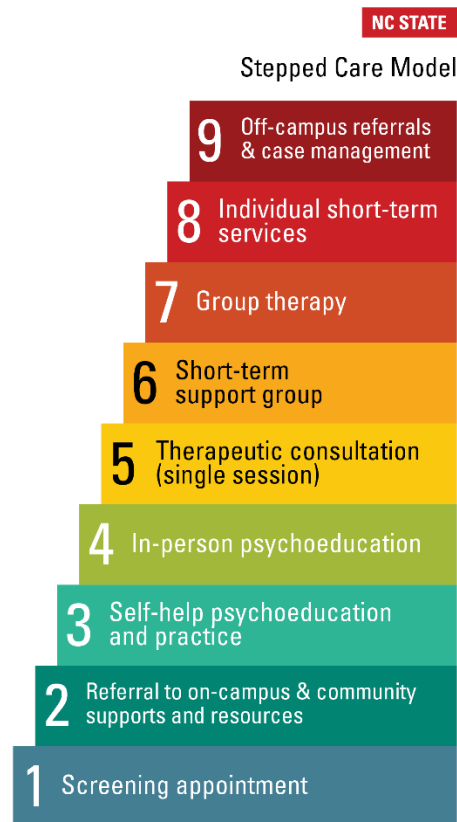 NC STATE
Stepped Care Model
9 Off-campus referrals
& case management
8 Individual short-term
services
7 Group therapy
6 Short-term
support group
5 Therapeutic consultation
(single session)
4 In-person psychoeducation
3 Self-help psychoeducation
and practice
2 Referral to on-campus & community
supports and resources
1 Screening appointment